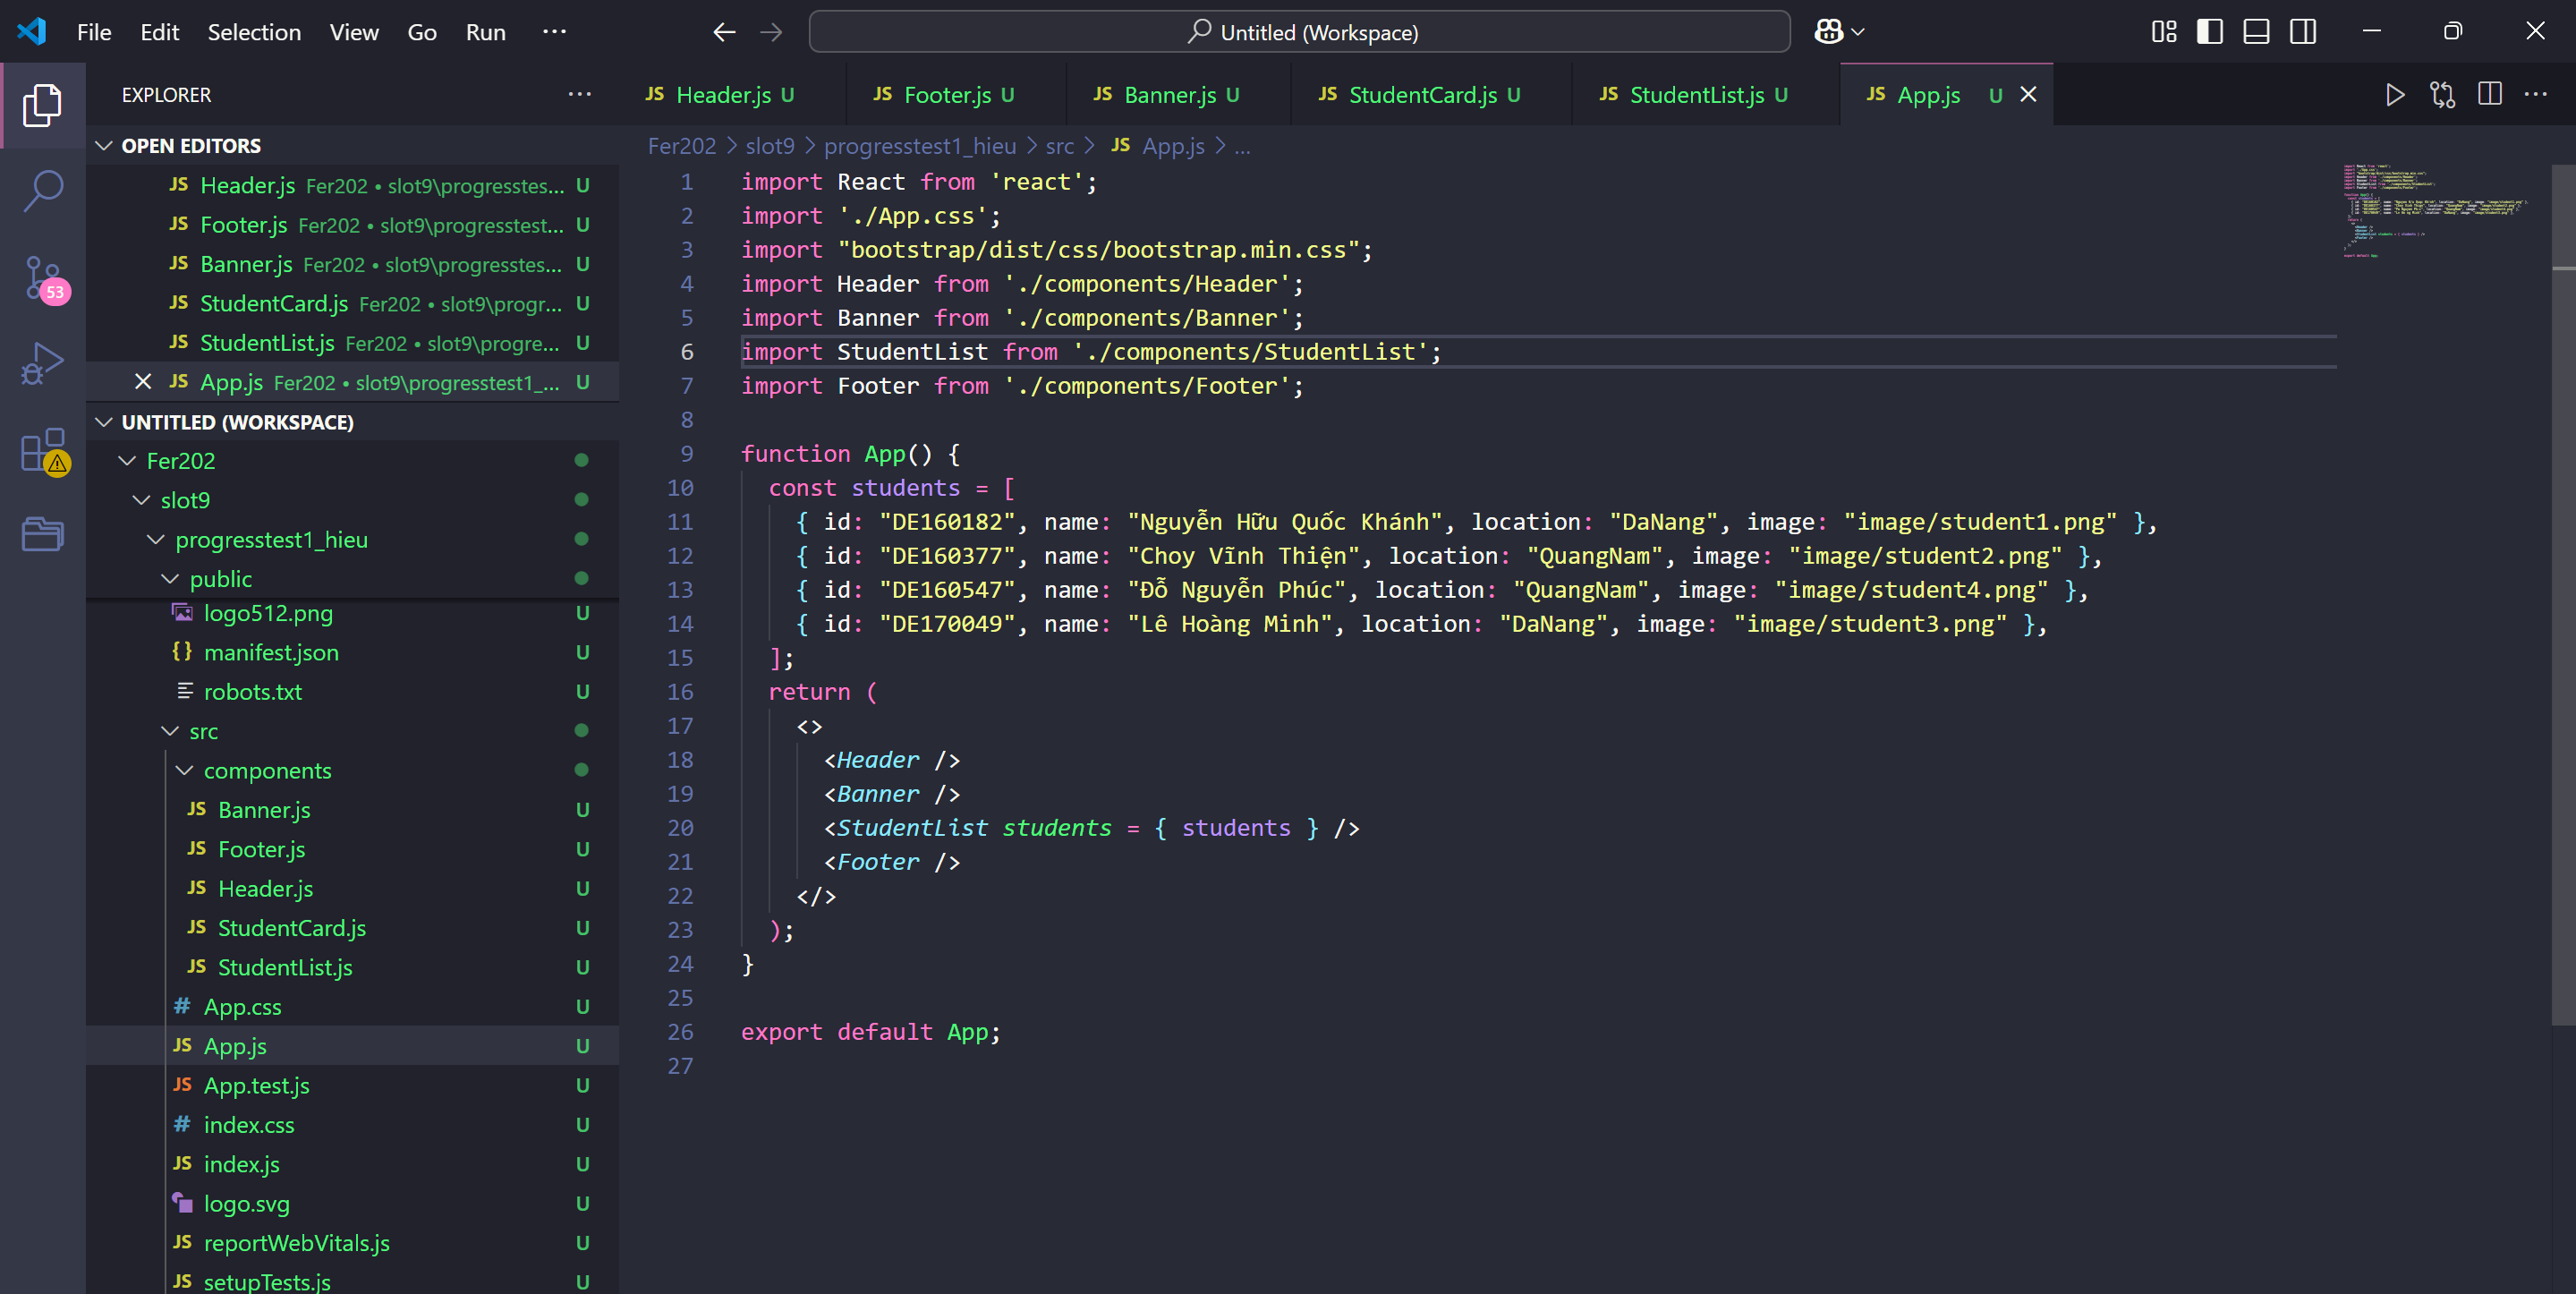 File Edit Selection View Go Run ···
Untitled (Workspace)
EXPLORER ···
Header.js U
Footer.js U
Banner.js U
StudentCard.js U
StudentList.js U
App.js U
OPEN EDITORS
JS Header.js Fer202 • slot9\progresstes... U
JS Footer.js Fer202 • slot9\progresstest... U
JS Banner.js Fer202 • slot9\progresstes... U
JS StudentCard.js Fer202 • slot9\progr... U
JS StudentList.js Fer202 • slot9\progre... U
JS App.js Fer202 • slot9\progresstest1_... U
UNTITLED (WORKSPACE)
Fer202
slot9
progresstest1_hieu
public
logo512.png U
{} manifest.json U
robots.txt U
src
components
JS Banner.js U
JS Footer.js U
JS Header.js U
JS StudentCard.js U
JS StudentList.js U
# App.css U
JS App.js U
JS App.test.js U
# index.css U
JS index.js U
logo.svg U
JS reportWebVitals.js U
JS setupTests.js U
53
Fer202 > slot9 > progresstest1_hieu > src > JS App.js > ...
1 import React from 'react';
2 import './App.css';
3 import "bootstrap/dist/css/bootstrap.min.css";
4 import Header from './components/Header';
5 import Banner from './components/Banner';
6 import StudentList from './components/StudentList';
7 import Footer from './components/Footer';
8
9 function App() {
10 const students = [
11 { id: "DE160182", name: "Nguyễn Hữu Quốc Khánh", location: "DaNang", image: "image/student1.png" },
12 { id: "DE160377", name: "Choy Vĩnh Thiện", location: "QuangNam", image: "image/student2.png" },
13 { id: "DE160547", name: "Đỗ Nguyễn Phúc", location: "QuangNam", image: "image/student4.png" },
14 { id: "DE170049", name: "Lê Hoàng Minh", location: "DaNang", image: "image/student3.png" },
15 ];
16 return (
17 <>
18 <Header />
19 <Banner />
20 <StudentList students = { students } />
21 <Footer />
22 </>
23 );
24 }
25
26 export default App;
27